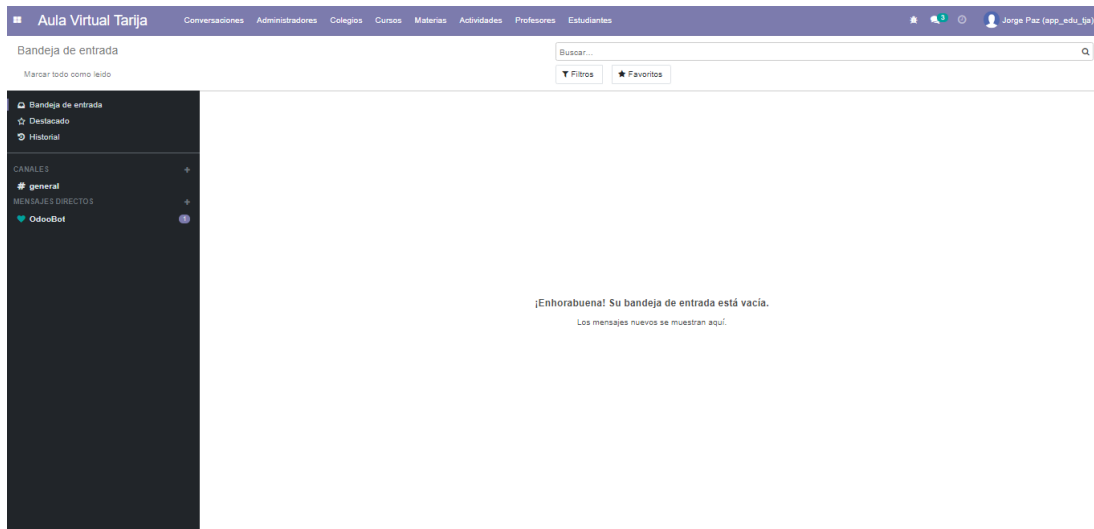 Aula Virtual Tarija Conversaciones Administradores Colegios Cursos Materias Actividades Profesores Estudiantes 3 Jorge Paz (app_edu_tja)
Bandeja de entrada
Buscar...
Marcar todo como leido
Filtros Favoritos
Bandeja de entrada
Destacado
Historial
CANALES +
# general
MENSAJES DIRECTOS +
OdooBot 1
¡Enhorabuena! Su bandeja de entrada está vacía.
Los mensajes nuevos se muestran aquí.